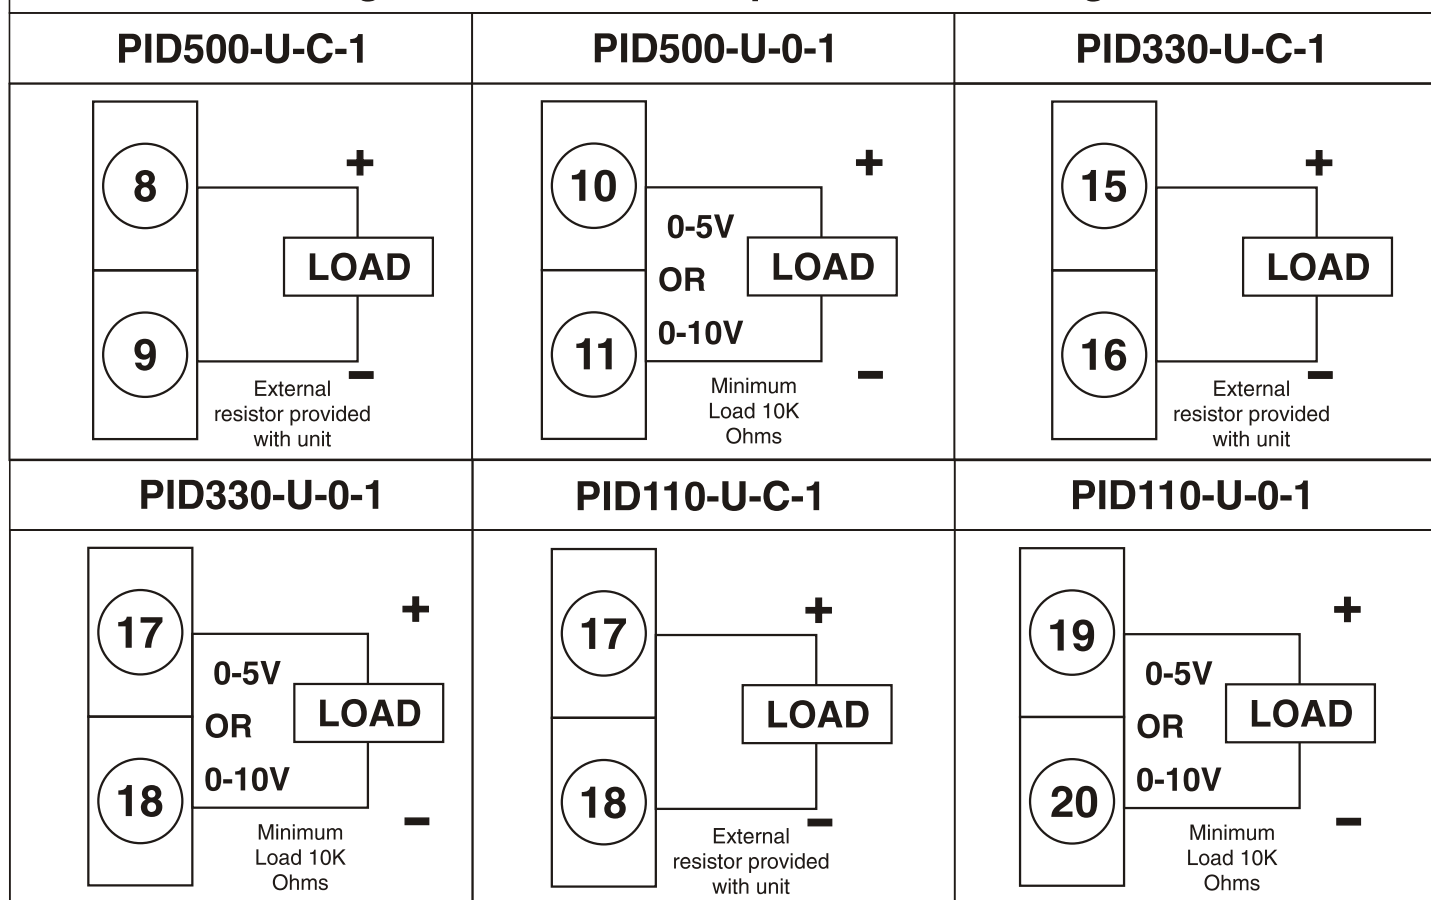 PID500-U-C-1
8
+
LOAD
9
−
External
resistor provided
with unit
PID500-U-0-1
10
+
0-5V
OR
LOAD
0-10V
11
−
Minimum
Load 10K
Ohms
PID330-U-C-1
15
+
LOAD
16
−
External
resistor provided
with unit
PID330-U-0-1
17
+
0-5V
OR
LOAD
0-10V
18
−
Minimum
Load 10K
Ohms
PID110-U-C-1
17
+
LOAD
18
−
External
resistor provided
with unit
PID110-U-0-1
19
+
0-5V
OR
LOAD
0-10V
20
−
Minimum
Load 10K
Ohms